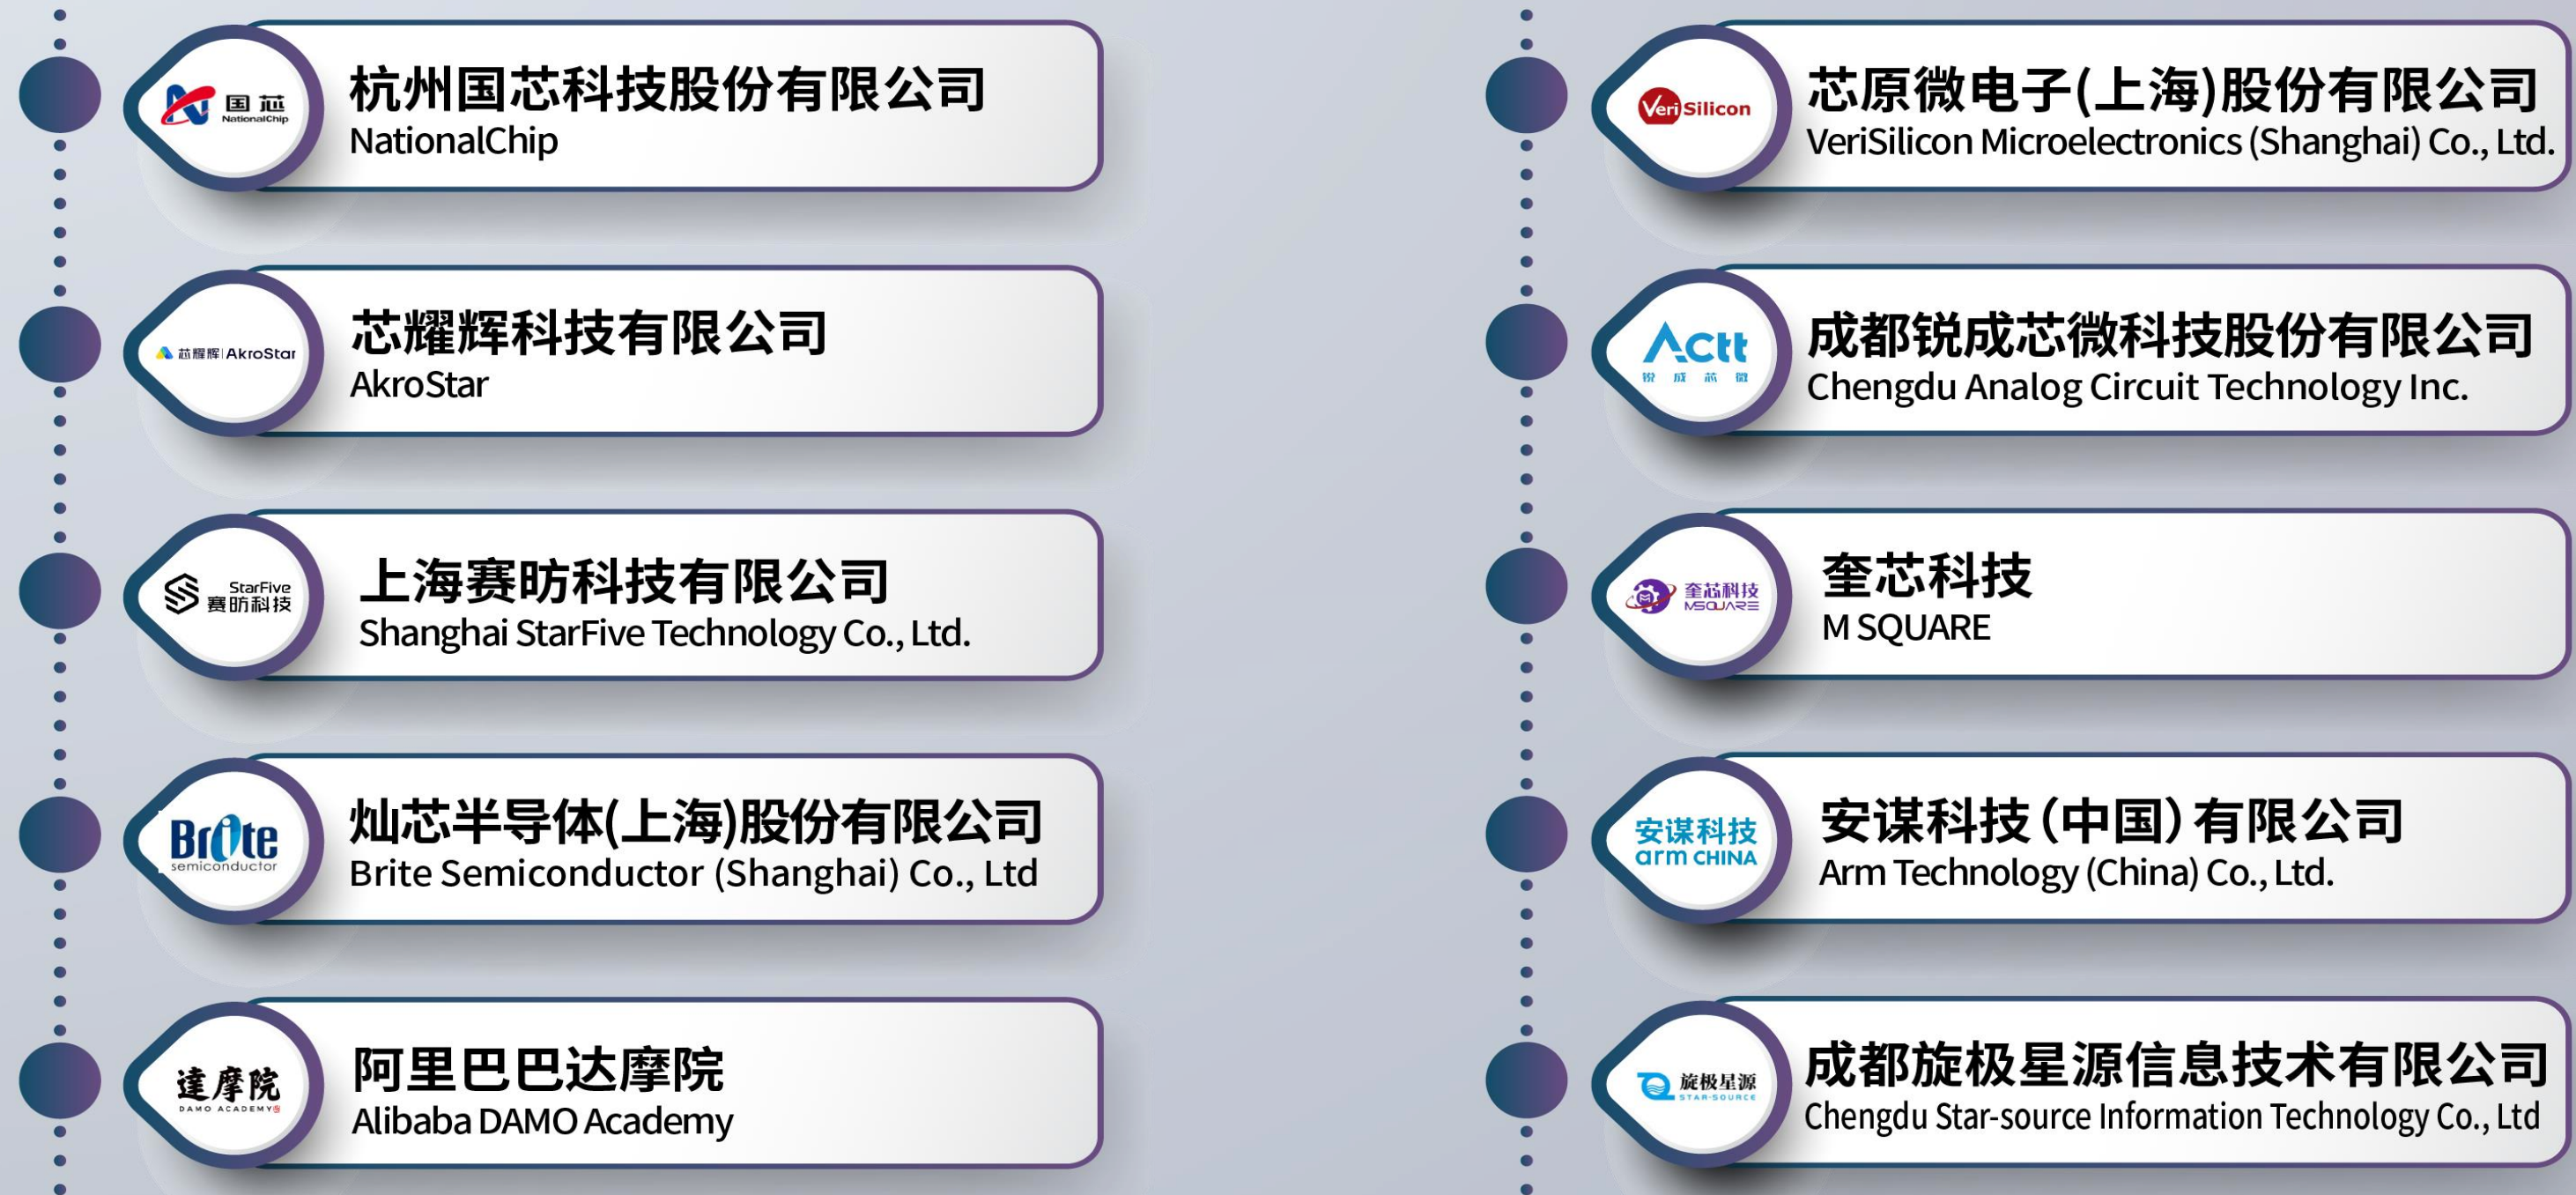 国芯
NationalChip
杭州国芯科技股份有限公司
NationalChip
芯耀辉 | AkroStar
芯耀辉科技有限公司
AkroStar
StarFive
赛昉科技
上海赛昉科技有限公司
Shanghai StarFive Technology Co., Ltd.
Brite
semiconductor
灿芯半导体(上海)股份有限公司
Brite Semiconductor (Shanghai) Co., Ltd
達摩院
DAMO ACADEMY
阿里巴巴达摩院
Alibaba DAMO Academy
VeriSilicon
芯原微电子(上海)股份有限公司
VeriSilicon Microelectronics (Shanghai) Co., Ltd.
Actt
锐成芯微
成都锐成芯微科技股份有限公司
Chengdu Analog Circuit Technology Inc.
奎芯科技
MSQUARE
奎芯科技
M SQUARE
安谋科技
arm CHINA
安谋科技（中国）有限公司
Arm Technology (China) Co., Ltd.
旋极星源
STAR-SOURCE
成都旋极星源信息技术有限公司
Chengdu Star-source Information Technology Co., Ltd